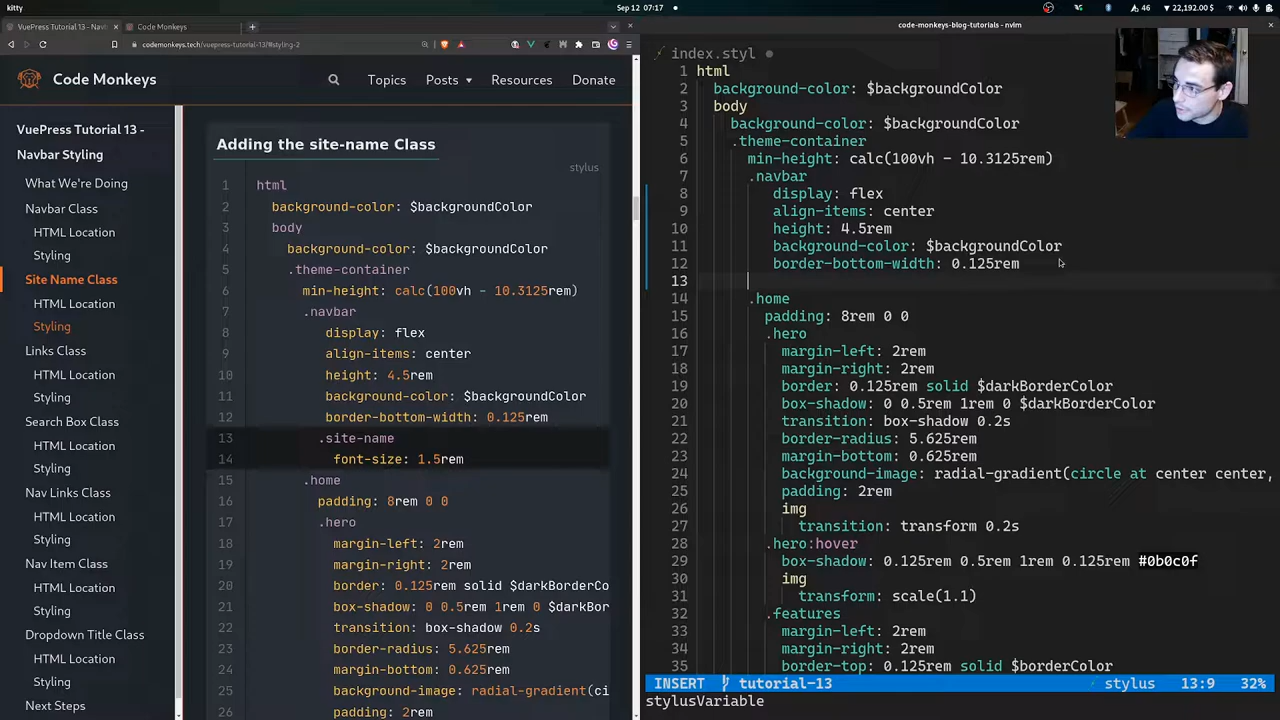 kitty
Sep 12 07:17
46
22,192.00 $
VuePress Tutorial 13 - Nav
Code Monkeys
codemonkeys.tech/vuepress-tutorial-13/#styling-2
Code Monkeys
Topics
Posts
Resources
Donate
VuePress Tutorial 13 -
Navbar Styling
What We're Doing
Navbar Class
HTML Location
Styling
Site Name Class
HTML Location
Styling
Links Class
HTML Location
Styling
Search Box Class
HTML Location
Styling
Nav Links Class
HTML Location
Styling
Nav Item Class
HTML Location
Styling
Dropdown Title Class
HTML Location
Styling
Next Steps
Adding the site-name Class
stylus
1 html
2 background-color: $backgroundColor
3 body
4 background-color: $backgroundColor
5 .theme-container
6 min-height: calc(100vh - 10.3125rem)
7 .navbar
8 display: flex
9 align-items: center
10 height: 4.5rem
11 background-color: $backgroundColor
12 border-bottom-width: 0.125rem
13 .site-name
14 font-size: 1.5rem
15 .home
16 padding: 8rem 0 0
17 .hero
18 margin-left: 2rem
19 margin-right: 2rem
20 border: 0.125rem solid $darkBorderCo
21 box-shadow: 0 0.5rem 1rem 0 $darkBor
22 transition: box-shadow 0.2s
23 border-radius: 5.625rem
24 margin-bottom: 0.625rem
25 background-image: radial-gradient(ci
26 padding: 2rem
code-monkeys-blog-tutorials - nvim
index.styl
1 html
2 background-color: $backgroundColor
3 body
4 background-color: $backgroundColor
5 .theme-container
6 min-height: calc(100vh - 10.3125rem)
7 .navbar
8 display: flex
9 align-items: center
10 height: 4.5rem
11 background-color: $backgroundColor
12 border-bottom-width: 0.125rem
13
14 .home
15 padding: 8rem 0 0
16 .hero
17 margin-left: 2rem
18 margin-right: 2rem
19 border: 0.125rem solid $darkBorderColor
20 box-shadow: 0 0.5rem 1rem 0 $darkBorderColor
21 transition: box-shadow 0.2s
22 border-radius: 5.625rem
23 margin-bottom: 0.625rem
24 background-image: radial-gradient(circle at center center,
25 padding: 2rem
26 img
27 transition: transform 0.2s
28 .hero:hover
29 box-shadow: 0.125rem 0.5rem 1rem 0.125rem #0b0c0f
30 img
31 transform: scale(1.1)
32 .features
33 margin-left: 2rem
34 margin-right: 2rem
35 border-top: 0.125rem solid $borderColor
INSERT tutorial-13 stylus 13:9 32%
stylusVariable